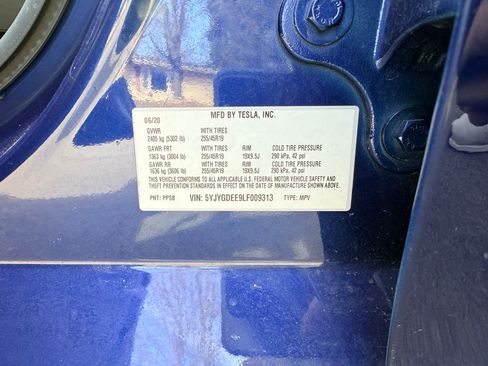 MFD BY TESLA, INC.
06/20
GVWR WITH TIRES
2405 kg (5302 lb) 255/45R19
GAWR FRT WITH TIRES RIM COLD TIRE PRESSURE
1363 kg (3004 lb) 255/45R19 19X9.5J 290 kPa, 42 psi
GAWR RR WITH TIRES RIM COLD TIRE PRESSURE
1636 kg (3606 lb) 255/45R19 19X9.5J 290 kPa, 42 psi
THIS VEHICLE CONFORMS TO ALL APPLICABLE U.S. FEDERAL MOTOR VEHICLE SAFETY AND
THEFT PREVENTION STANDARDS IN EFFECT ON THE DATE OF MANUFACTURE SHOWN ABOVE.
PNT: PPSB VIN: 5YJYGDEE9LF009313 TYPE: MPV